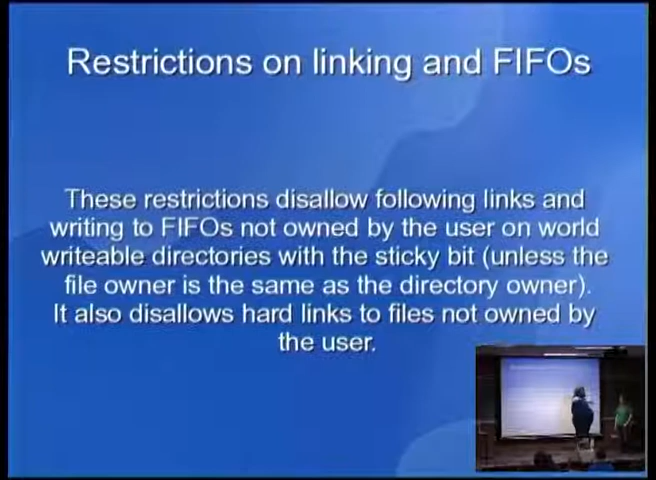 Restrictions on linking and FIFOs
These restrictions disallow following links and
writing to FIFOs not owned by the user on world
writeable directories with the sticky bit (unless the
file owner is the same as the directory owner).
It also disallows hard links to files not owned by
the user.